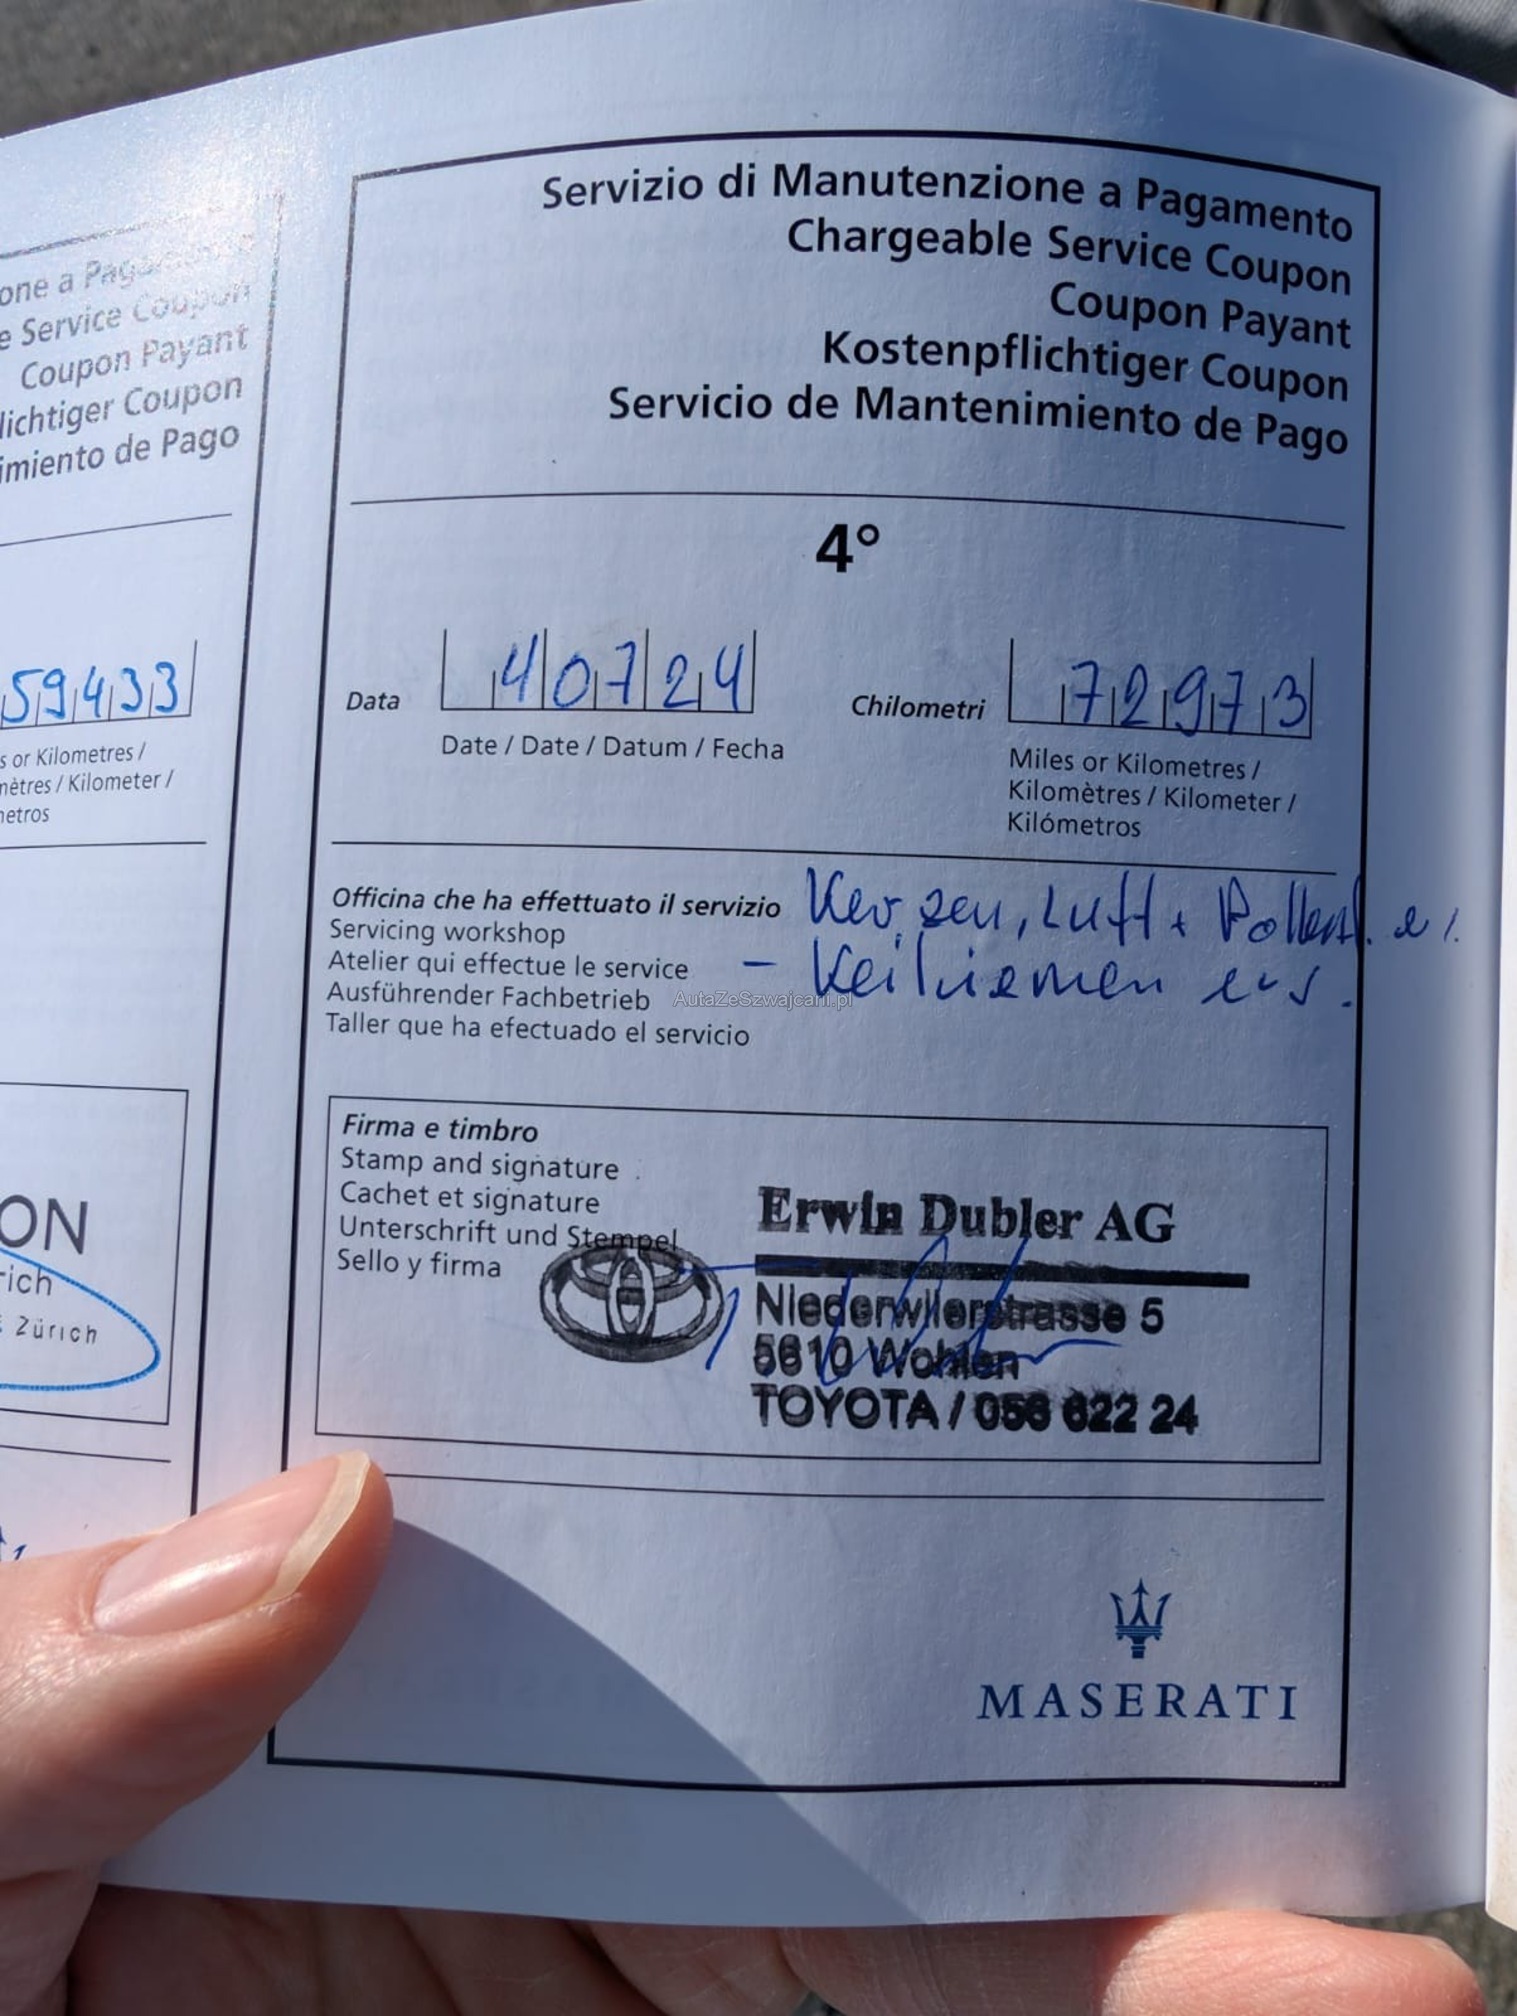 one a Pagamento
e Service Coupon
Coupon Payant
lichtiger Coupon
imiento de Pago
59433
s or Kilometres /
mètres / Kilometer /
metros
ON
rich
Zürich
Servizio di Manutenzione a Pagamento
Chargeable Service Coupon
Coupon Payant
Kostenpflichtiger Coupon
Servicio de Mantenimiento de Pago
4°
Data 40724
Date / Date / Datum / Fecha
Chilometri 72973
Miles or Kilometres /
Kilomètres / Kilometer /
Kilómetros
Officina che ha effettuato il servizio Kerzen, Luft + Pollenf.
Servicing workshop
Atelier qui effectue le service – Keilriemen ers.
Ausführender Fachbetrieb
AutaZeSzwajcarii.pl
Taller que ha efectuado el servicio
Firma e timbro
Stamp and signature
Cachet et signature
Unterschrift und Stempel
Sello y firma
Erwin Dubler AG
Niederwilerstrasse 5
5610 Wohlen
TOYOTA / 056 622 24
MASERATI